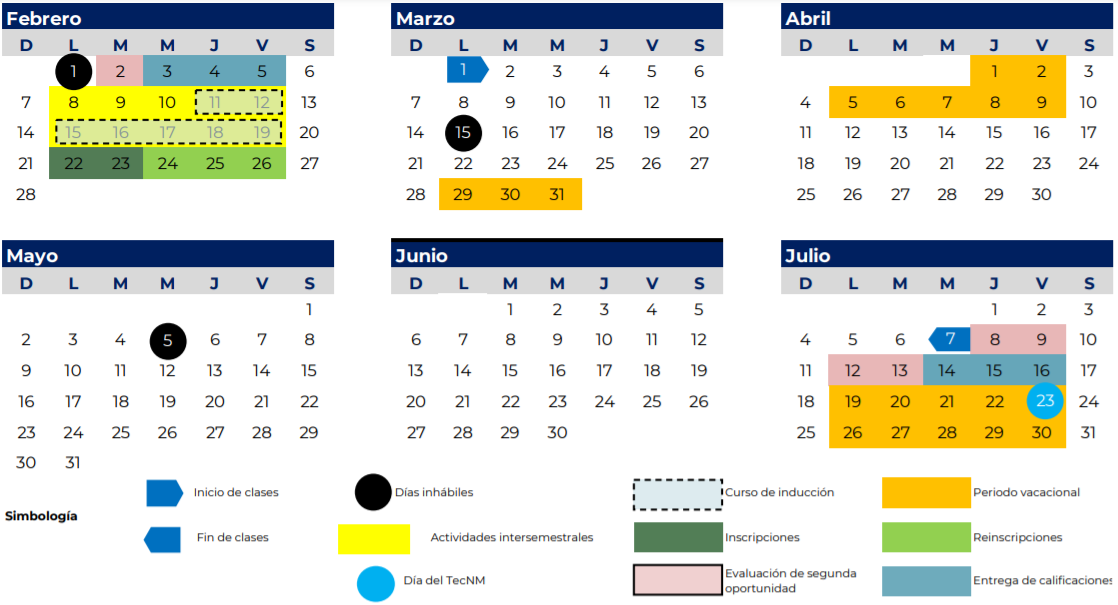 Febrero
D L M M J V S
1 2 3 4 5 6
7 8 9 10 11 12 13
14 15 16 17 18 19 20
21 22 23 24 25 26 27
28
Marzo
D L M M J V S
1 2 3 4 5 6
7 8 9 10 11 12 13
14 15 16 17 18 19 20
21 22 23 24 25 26 27
28 29 30 31
Abril
D L M M J V S
1 2 3
4 5 6 7 8 9 10
11 12 13 14 15 16 17
18 19 20 21 22 23 24
25 26 27 28 29 30
Mayo
D L M M J V S
1
2 3 4 5 6 7 8
9 10 11 12 13 14 15
16 17 18 19 20 21 22
23 24 25 26 27 28 29
30 31
Junio
D L M M J V S
1 2 3 4 5
6 7 8 9 10 11 12
13 14 15 16 17 18 19
20 21 22 23 24 25 26
27 28 29 30
Julio
D L M M J V S
1 2 3
4 5 6 7 8 9 10
11 12 13 14 15 16 17
18 19 20 21 22 23 24
25 26 27 28 29 30 31
Simbología
Inicio de clases
Fin de clases
Días inhábiles
Actividades intersemestrales
Día del TecNM
Curso de inducción
Inscripciones
Evaluación de segunda
oportunidad
Periodo vacacional
Reinscripciones
Entrega de calificaciones